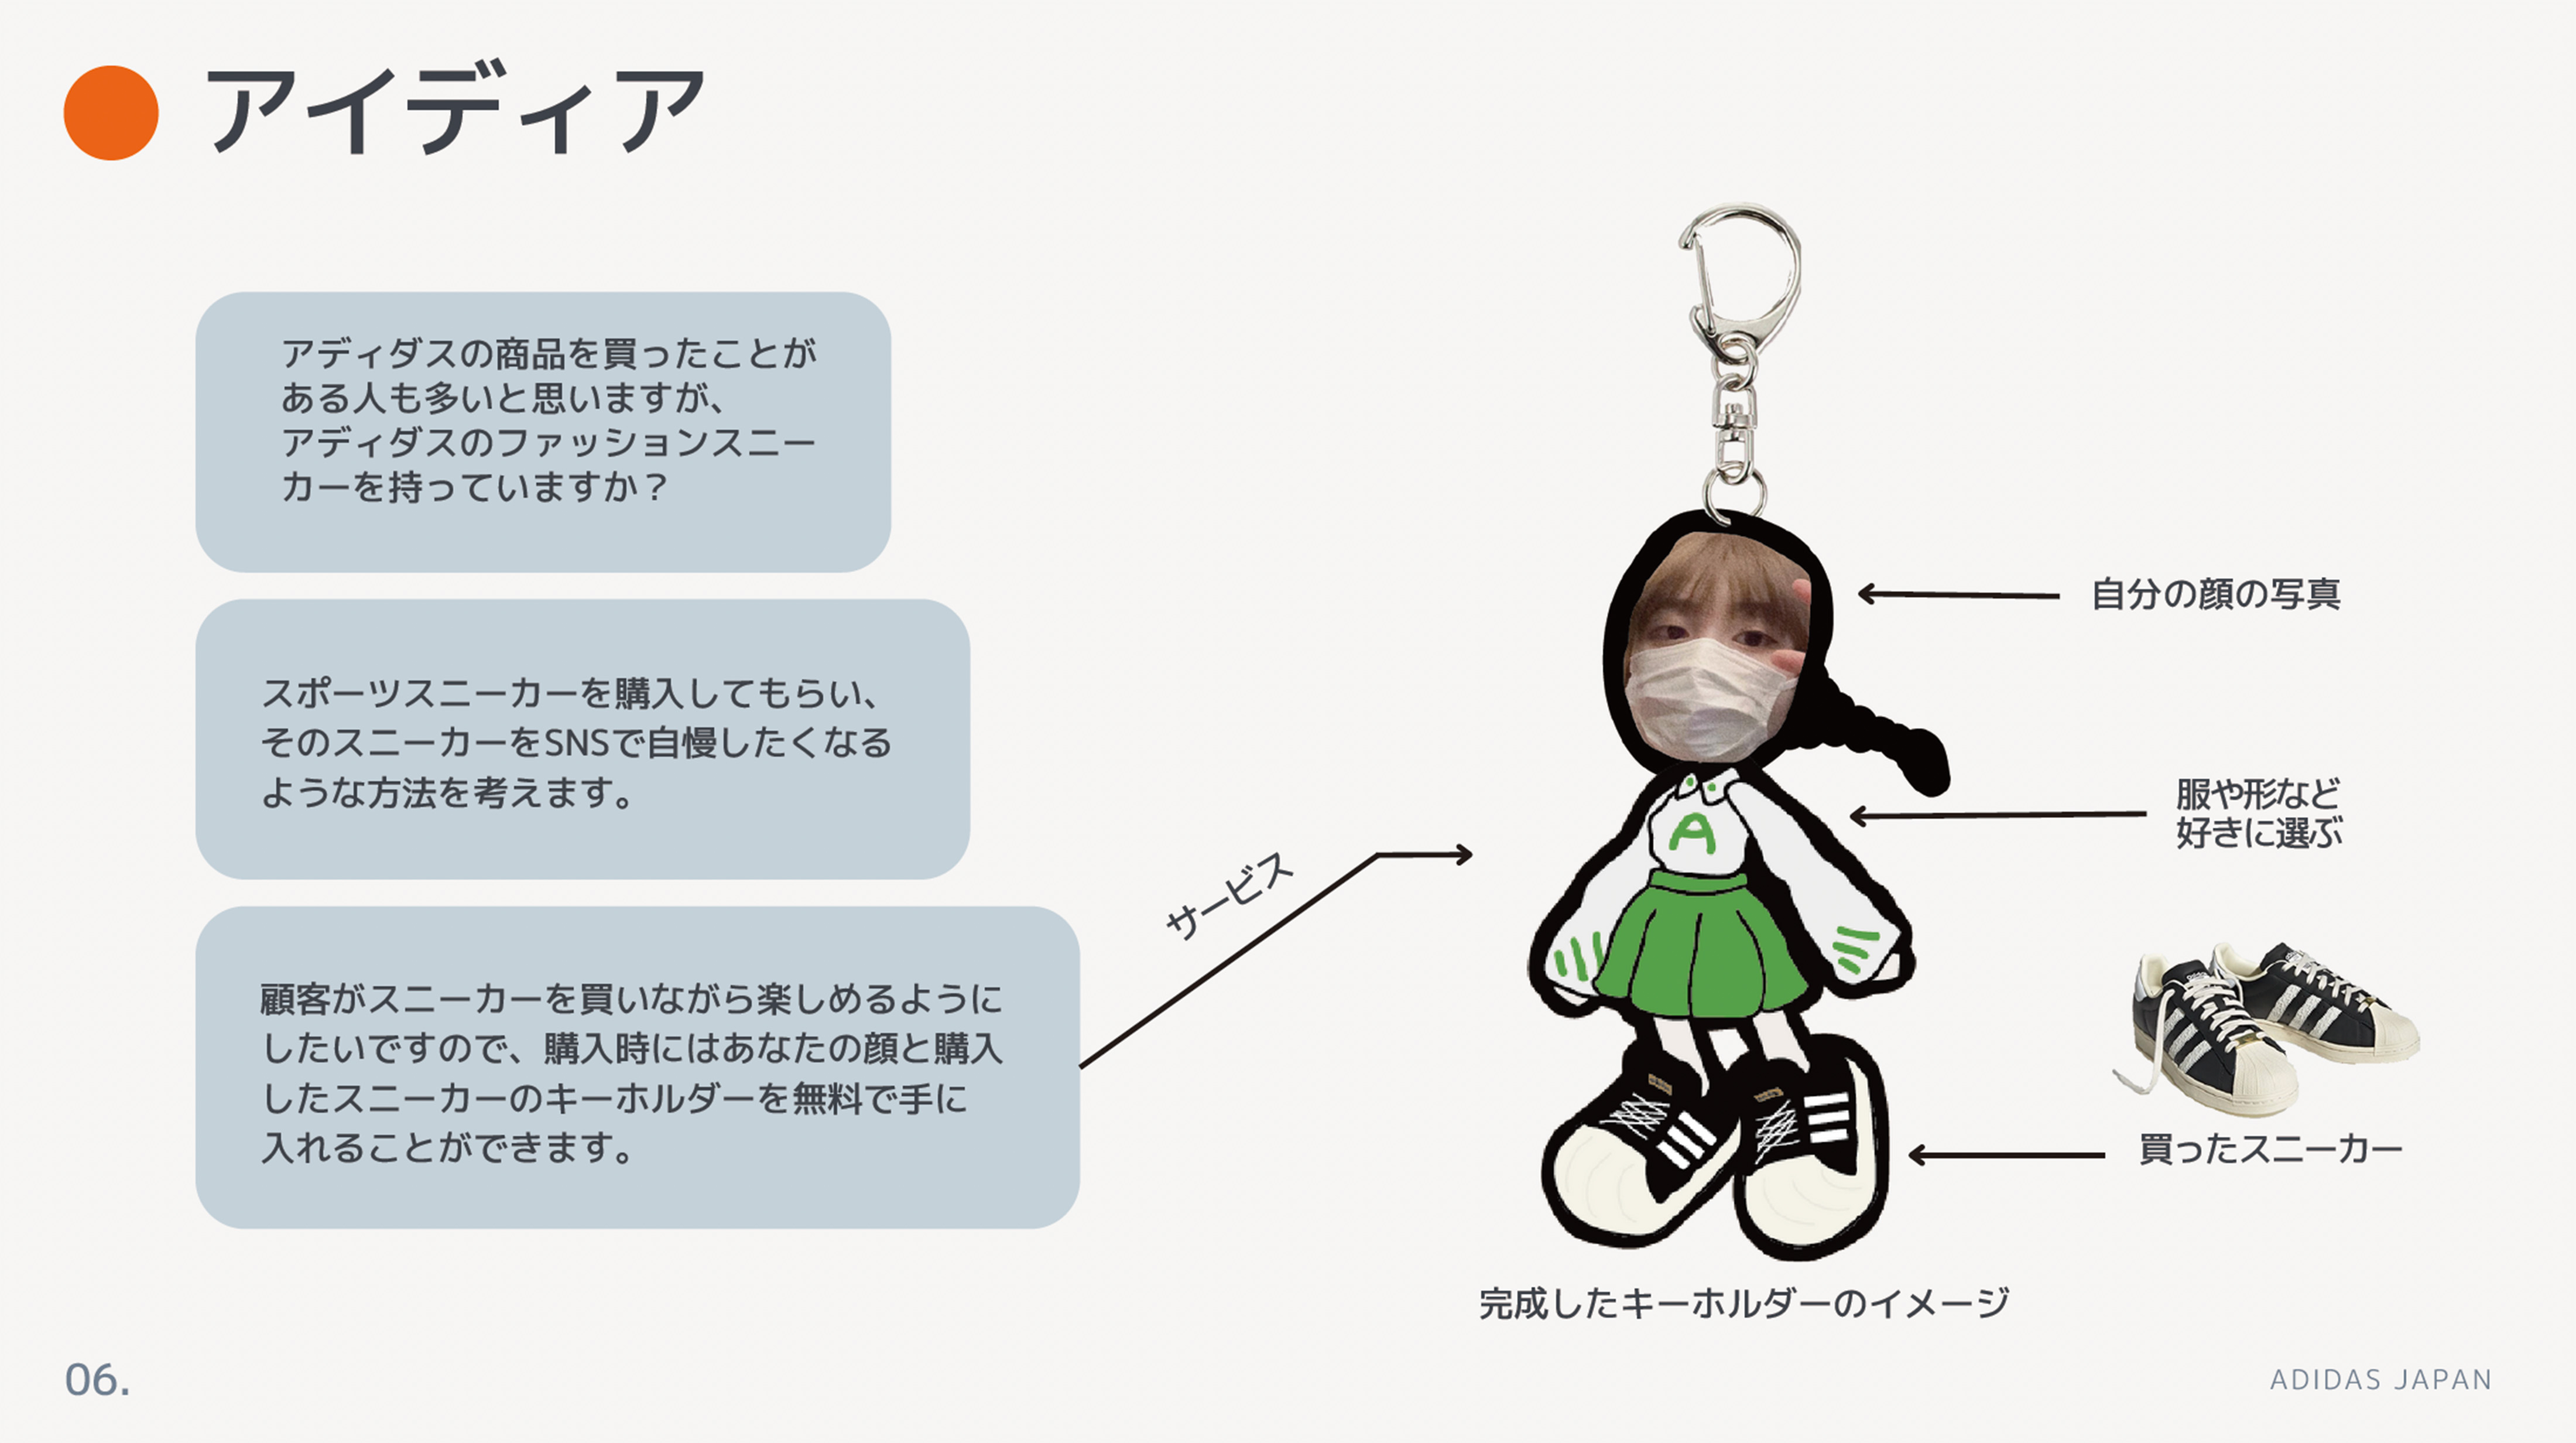 アイディア
アディダスの商品を買ったことが
ある人も多いと思いますが、
アディダスのファッションスニー
カーを持っていますか？
スポーツスニーカーを購入してもらい、
そのスニーカーをSNSで自慢したくなる
ような方法を考えます。
顧客がスニーカーを買いながら楽しめるように
したいですので、購入時にはあなたの顔と購入
したスニーカーのキーホルダーを無料で手に
入れることができます。
サービス
自分の顔の写真
A
服や形など
好きに選ぶ
買ったスニーカー
完成したキーホルダーのイメージ
06.
ADIDAS JAPAN